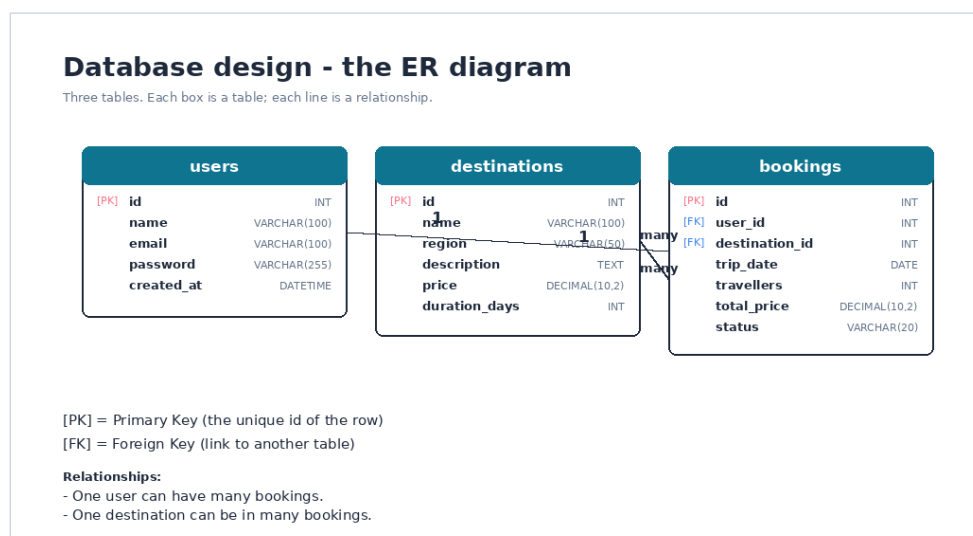 Database design - the ER diagram
Three tables. Each box is a table; each line is a relationship.
users
[PK] id INT
name VARCHAR(100)
email VARCHAR(100)
password VARCHAR(255)
created_at DATETIME
destinations
[PK] id INT
1
name VARCHAR(100)
1
region VARCHAR(50)
description TEXT
price DECIMAL(10,2)
duration_days INT
many
many
bookings
[PK] id INT
[FK] user_id INT
[FK] destination_id INT
trip_date DATE
travellers INT
total_price DECIMAL(10,2)
status VARCHAR(20)
[PK] = Primary Key (the unique id of the row)
[FK] = Foreign Key (link to another table)
Relationships:
- One user can have many bookings.
- One destination can be in many bookings.